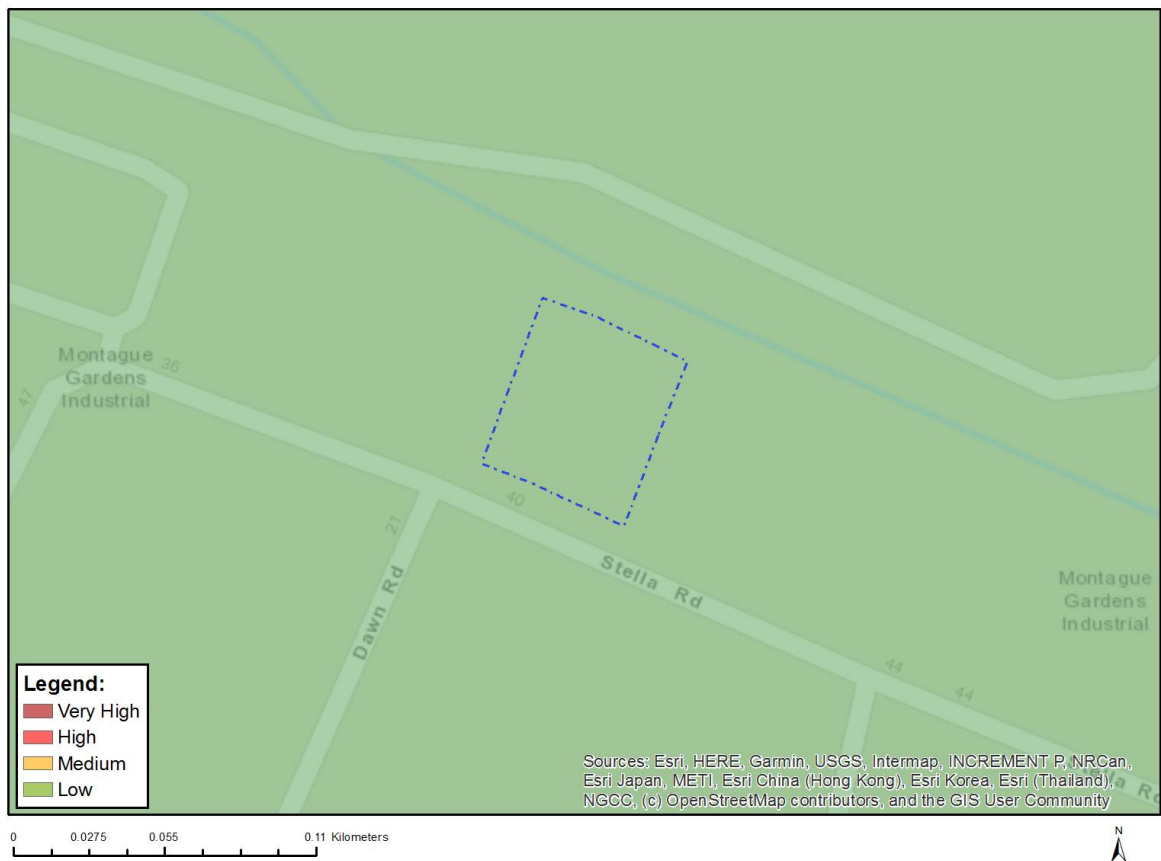 Montague
Gardens
Industrial
36
47
40
21
Stella Rd
Dawn Rd
Montague
Gardens
Industrial
44
44
Stella Rd
Legend:
Very High
High
Medium
Low
Sources: Esri, HERE, Garmin, USGS, Intermap, INCREMENT P, NRCan,
Esri Japan, METI, Esri China (Hong Kong), Esri Korea, Esri (Thailand),
NGCC, (c) OpenStreetMap contributors, and the GIS User Community
0 0.0275 0.055 0.11 Kilometers
N